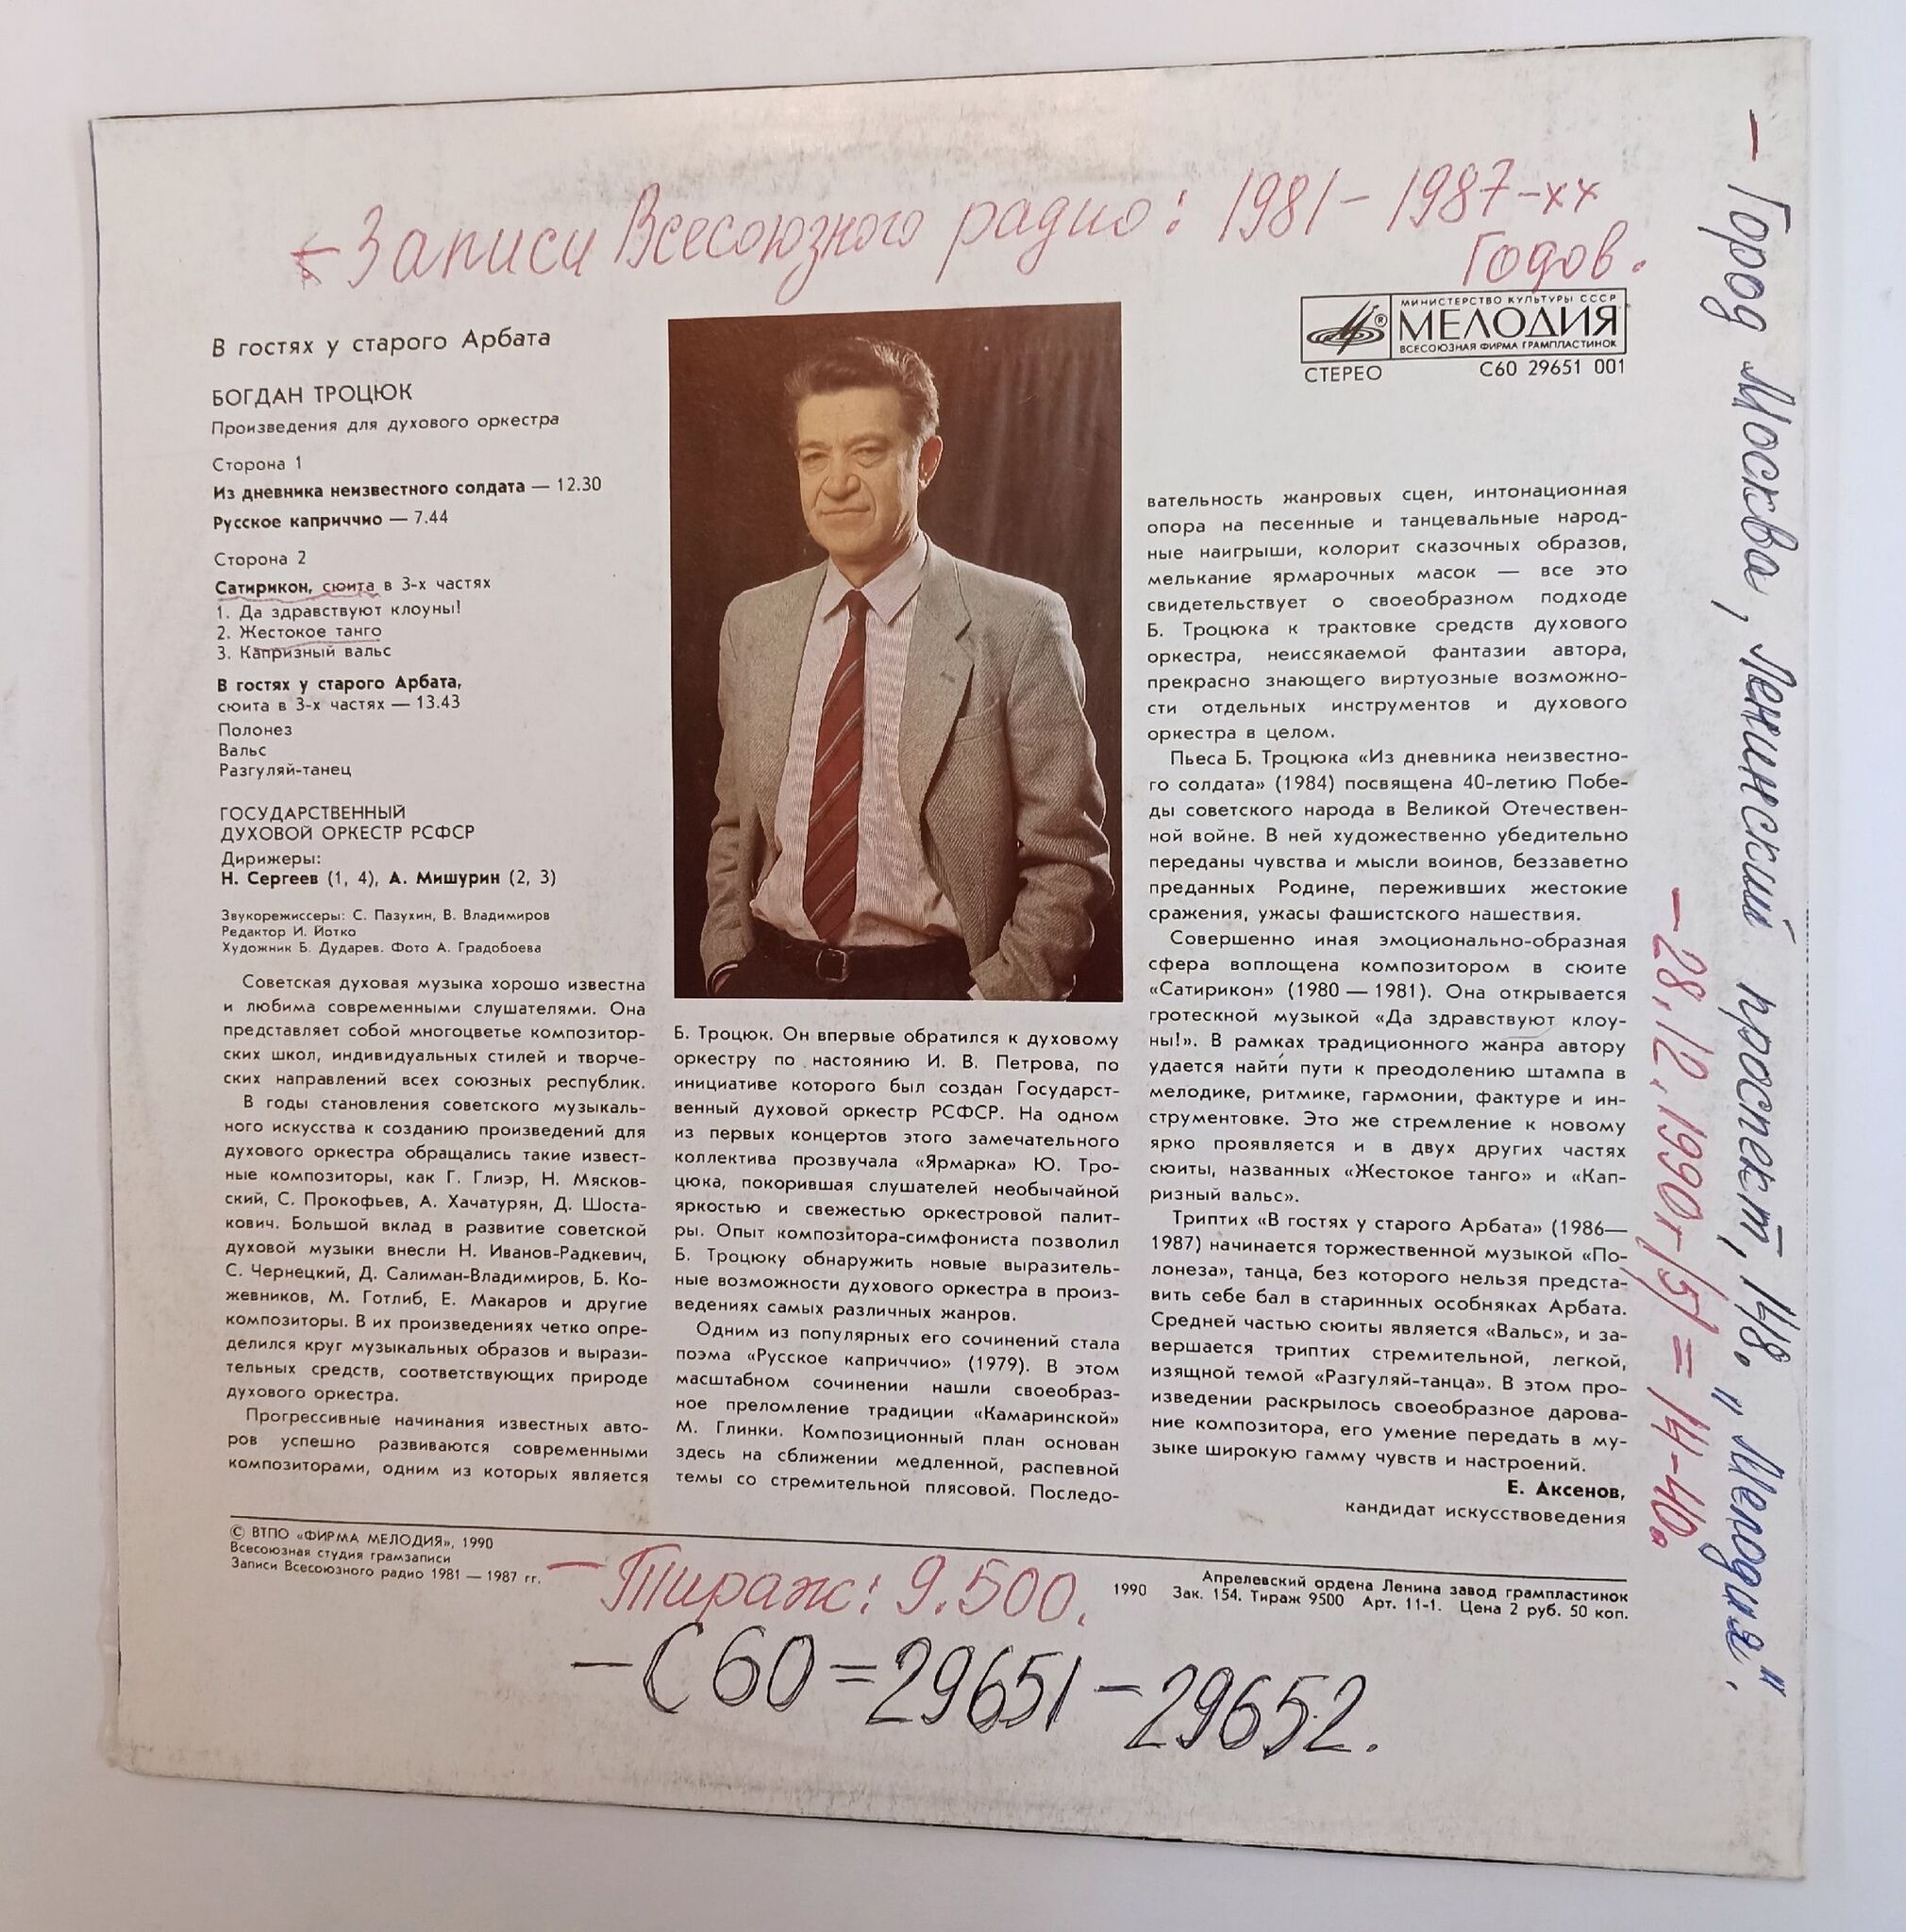 – Записи Всесоюзного радио: 1981 – 1987-хх
Годов.
МИНИСТЕРСТВО КУЛЬТУРЫ СССР
МЕЛОДИЯ
ВСЕСОЮЗНАЯ ФИРМА ГРАМПЛАСТИНОК
СТЕРЕО С60 29651 001
В гостях у старого Арбата
БОГДАН ТРОЦЮК
Произведения для духового оркестра
Сторона 1
Из дневника неизвестного солдата — 12.30
Русское каприччио — 7.44
Сторона 2
Сатирикон, сюита в 3-х частях
1. Да здравствуют клоуны!
2. Жестокое танго
3. Капризный вальс
В гостях у старого Арбата,
сюита в 3-х частях — 13.43
Полонез
Вальс
Разгуляй-танец
ГОСУДАРСТВЕННЫЙ
ДУХОВОЙ ОРКЕСТР РСФСР
Дирижеры:
Н. Сергеев (1, 4), А. Мишурин (2, 3)
Звукорежиссеры: С. Пазухин, В. Владимиров
Редактор И. Йотко
Художник Б. Дударев. Фото А. Градобоева
Советская духовая музыка хорошо известна
и любима современными слушателями. Она
представляет собой многоцветье композитор-
ских школ, индивидуальных стилей и творче-
ских направлений всех союзных республик.
В годы становления советского музыкаль-
ного искусства к созданию произведений для
духового оркестра обращались такие извест-
ные композиторы, как Г. Глиэр, Н. Мясков-
ский, С. Прокофьев, А. Хачатурян, Д. Шоста-
кович. Большой вклад в развитие советской
духовой музыки внесли Н. Иванов-Радкевич,
С. Чернецкий, Д. Салиман-Владимиров, Б. Ко-
жевников, М. Готлиб, Е. Макаров и другие
композиторы. В их произведениях четко опре-
делился круг музыкальных образов и вырази-
тельных средств, соответствующих природе
духового оркестра.
Прогрессивные начинания известных авто-
ров успешно развиваются современными
композиторами, одним из которых является
Б. Троцюк. Он впервые обратился к духовому
оркестру по настоянию И. В. Петрова, по
инициативе которого был создан Государст-
венный духовой оркестр РСФСР. На одном
из первых концертов этого замечательного
коллектива прозвучала «Ярмарка» Ю. Тро-
цюка, покорившая слушателей необычайной
яркостью и свежестью оркестровой палит-
ры. Опыт композитора-симфониста позволил
Б. Троцюку обнаружить новые выразитель-
ные возможности духового оркестра в произ-
ведениях самых различных жанров.
Одним из популярных его сочинений стала
поэма «Русское каприччио» (1979). В этом
масштабном сочинении нашли своеобраз-
ное преломление традиции «Камаринской»
М. Глинки. Композиционный план основан
здесь на сближении медленной, распевной
темы со стремительной плясовой. Последо-
вательность жанровых сцен, интонационная
опора на песенные и танцевальные народ-
ные наигрыши, колорит сказочных образов,
мелькание ярмарочных масок — все это
свидетельствует о своеобразном подходе
Б. Троцюка к трактовке средств духового
оркестра, неиссякаемой фантазии автора,
прекрасно знающего виртуозные возможно-
сти отдельных инструментов и духового
оркестра в целом.
Пьеса Б. Троцюка «Из дневника неизвестно-
го солдата» (1984) посвящена 40-летию Побе-
ды советского народа в Великой Отечествен-
ной войне. В ней художественно убедительно
переданы чувства и мысли воинов, беззаветно
преданных Родине, переживших жестокие
сражения, ужасы фашистского нашествия.
Совершенно иная эмоционально-образная
сфера воплощена композитором в сюите
«Сатирикон» (1980 — 1981). Она открывается
гротескной музыкой «Да здравствуют клоу-
ны!». В рамках традиционного жанра автору
удается найти пути к преодолению штампа в
мелодике, ритмике, гармонии, фактуре и ин-
струментовке. Это же стремление к новому
ярко проявляется и в двух других частях
сюиты, названных «Жестокое танго» и «Кап-
ризный вальс».
Триптих «В гостях у старого Арбата» (1986—
1987) начинается торжественной музыкой «По-
лонеза», танца, без которого нельзя предста-
вить себе бал в старинных особняках Арбата.
Средней частью сюиты является «Вальс», и за-
вершается триптих стремительной, легкой,
изящной темой «Разгуляй-танца». В этом про-
изведении раскрылось своеобразное дарова-
ние композитора, его умение передать в му-
зыке широкую гамму чувств и настроений.
Е. Аксенов,
кандидат искусствоведения
© ВТПО «ФИРМА МЕЛОДИЯ», 1990
Всесоюзная студия грамзаписи
Записи Всесоюзного радио 1981 — 1987 гг.
1990 Апрелевский ордена Ленина завод грампластинок
Зак. 154. Тираж 9500 Арт. 11-1. Цена 2 руб. 50 коп.
– Тираж: 9.500.
– С 60 = 29651 – 29652.
– Город Москва, Ленинский проспект, 148. "Мелодия".
– 28.12.1990г /5/ = 14-40.